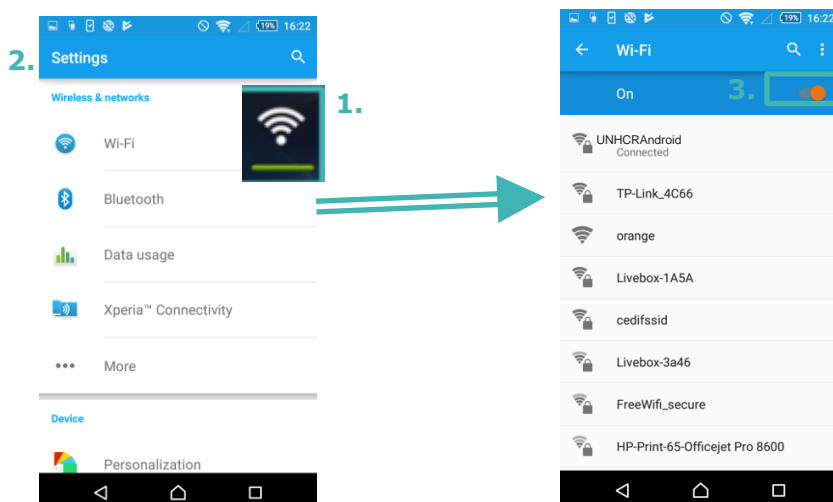 19% 16:22
2.
Settings
Wireless & networks
1.
Wi-Fi
Bluetooth
Data usage
Xperia™ Connectivity
More
Device
Personalization
19% 16:22
Wi-Fi
On
3.
UNHCRAndroid
Connected
TP-Link_4C66
orange
Livebox-1A5A
cedifssid
Livebox-3a46
FreeWifi_secure
HP-Print-65-Officejet Pro 8600